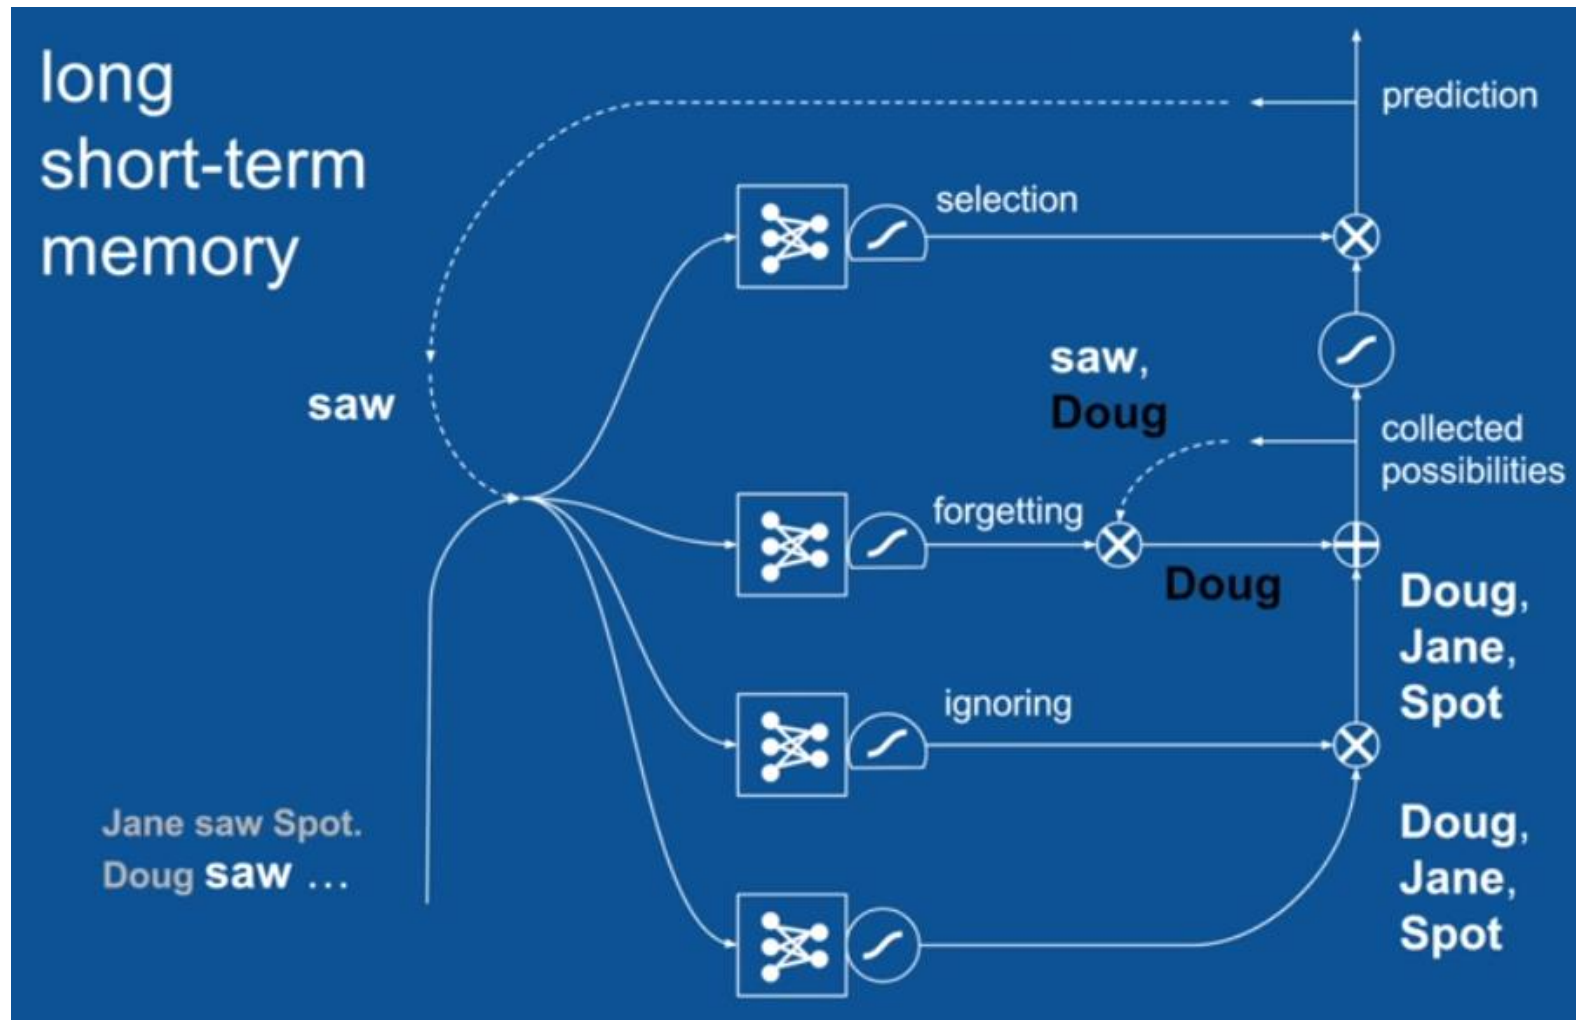 long
short-term
memory
prediction
selection
saw,
Doug
saw
collected
possibilities
forgetting
Doug
Doug,
Jane,
Spot
ignoring
Jane saw Spot.
Doug saw ...
Doug,
Jane,
Spot